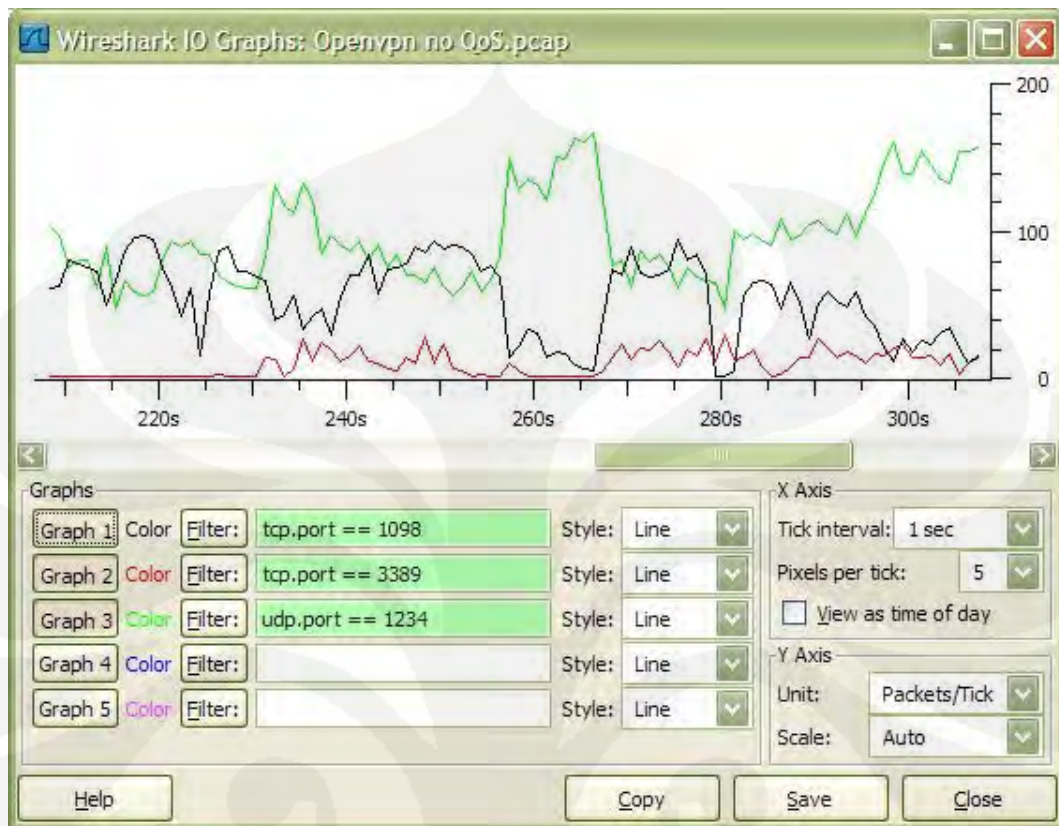 Wireshark IO Graphs: Openvpn no QoS.pcap
200
100
0
220s 240s 260s 280s 300s
Graphs
Graph 1 Color Filter: tcp.port == 1098 Style: Line
Graph 2 Color Filter: tcp.port == 3389 Style: Line
Graph 3 Color Filter: udp.port == 1234 Style: Line
Graph 4 Color Filter: Style: Line
Graph 5 Color Filter: Style: Line
X Axis
Tick interval: 1 sec
Pixels per tick: 5
View as time of day
Y Axis
Unit: Packets/Tick
Scale: Auto
Help Copy Save Close